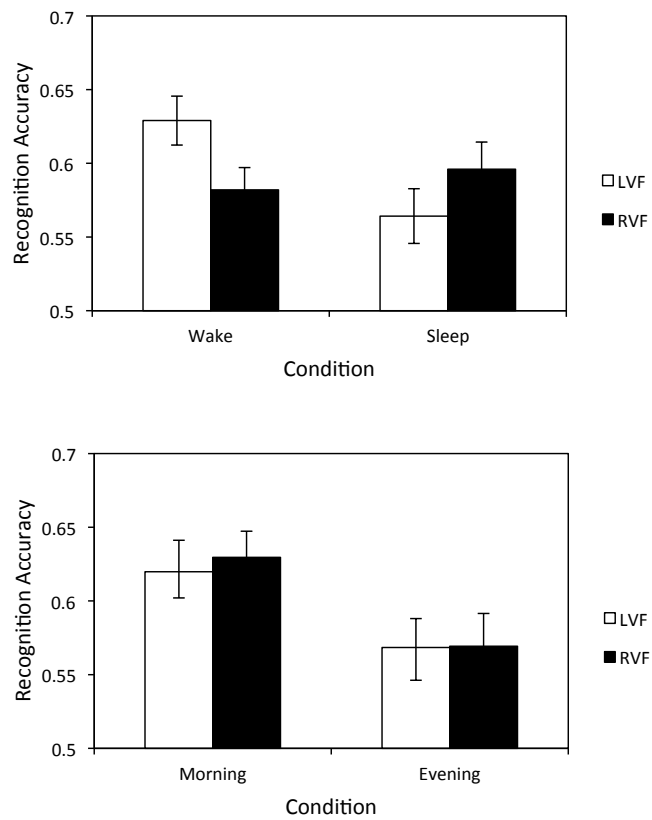 0.7
0.65
0.6
0.55
0.5
Recognition Accuracy
Wake Sleep
Condition
LVF
RVF
0.7
0.65
0.6
0.55
0.5
Recognition Accuracy
Morning Evening
Condition
LVF
RVF